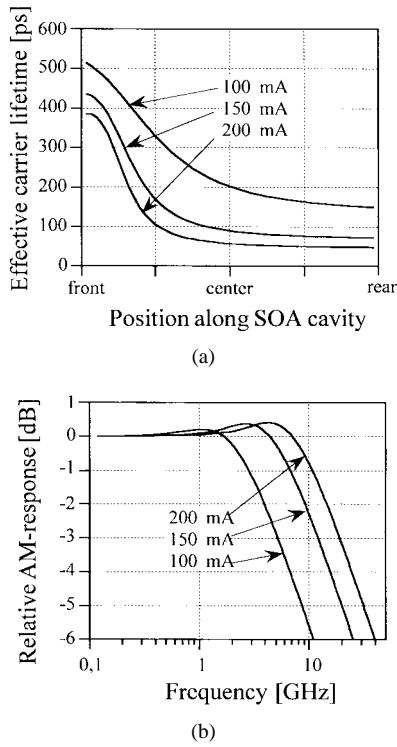 Effective carrier lifetime [ps]
600
500
400
300
200
100
0
100 mA
150 mA
200 mA
front
center
rear
Position along SOA cavity
(a)
Relative AM-response [dB]
1
0
-1
-2
-3
-4
-5
-6
200 mA
150 mA
100 mA
0,1
1
10
Frequency [GHz]
(b)